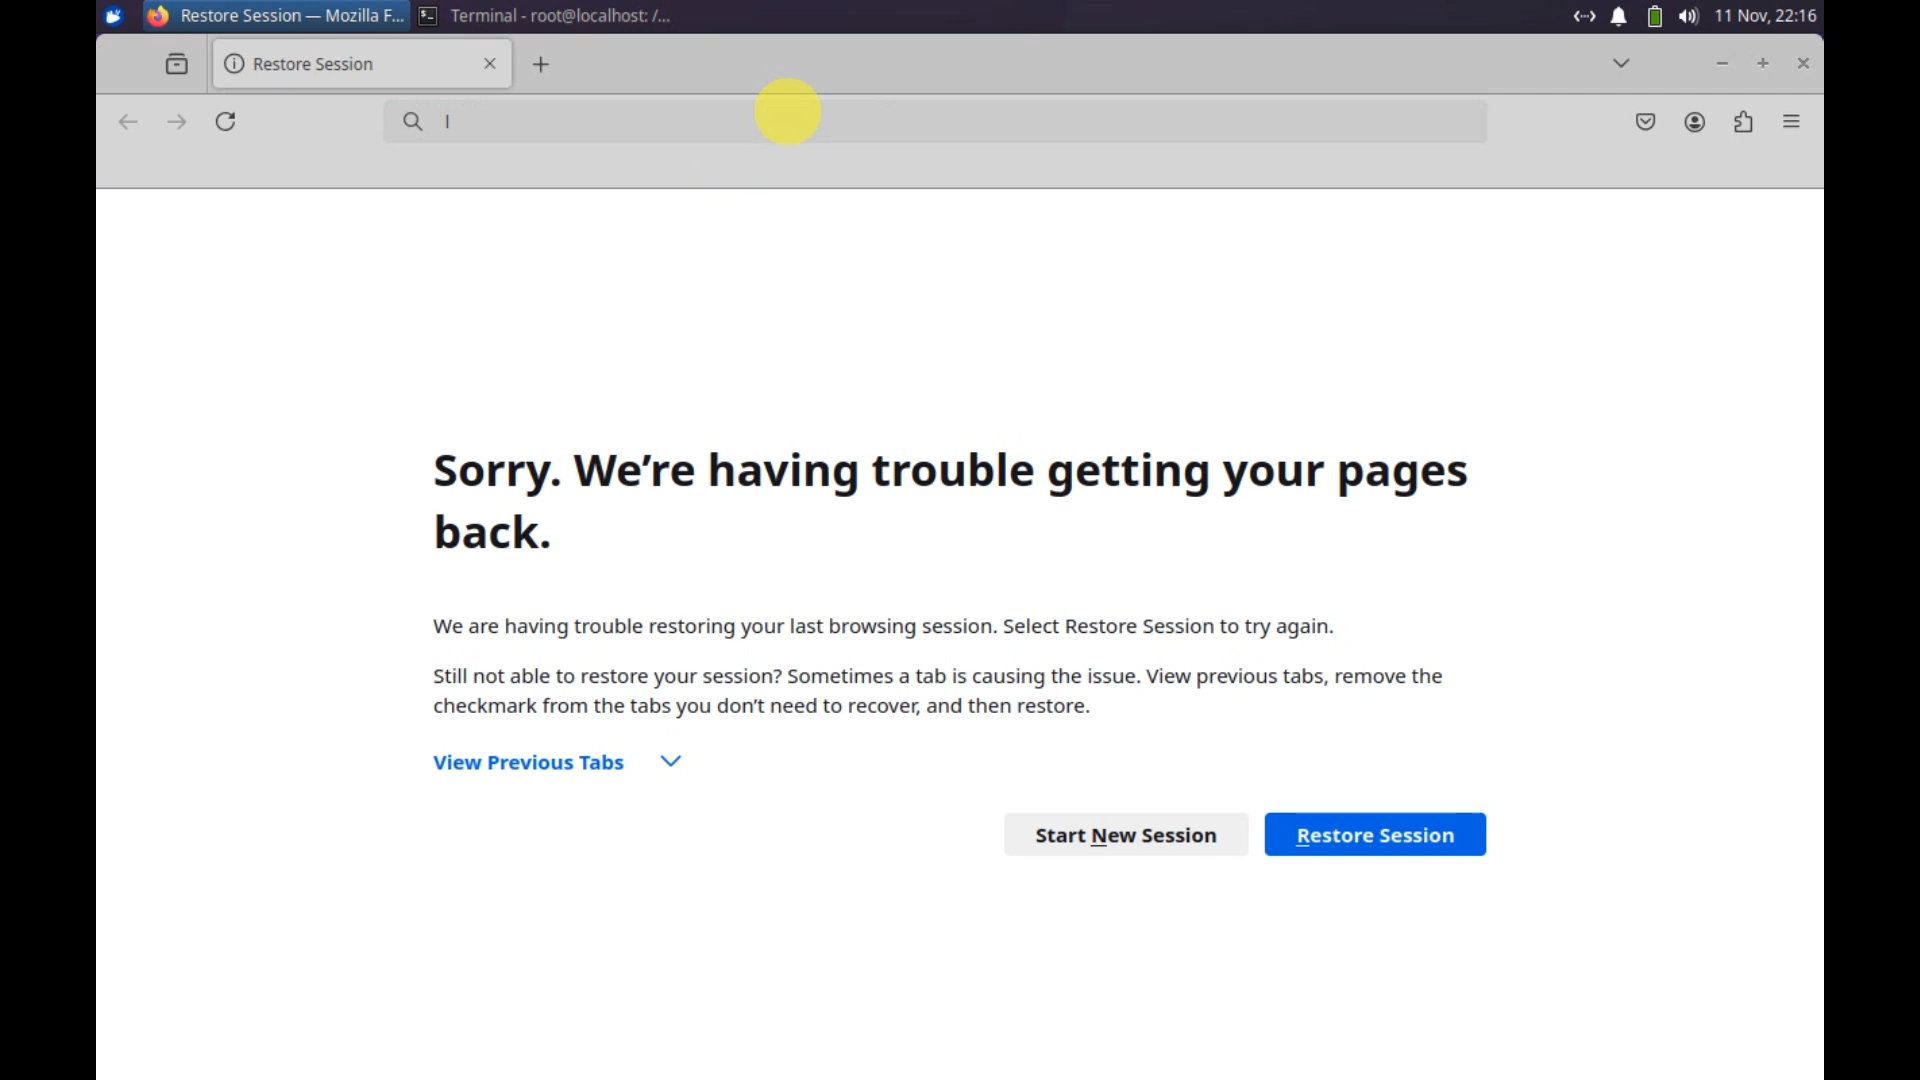 Restore Session — Mozilla F...
Terminal - root@localhost: /...
11 Nov, 22:16
Restore Session
l
Sorry. We’re having trouble getting your pages
back.
We are having trouble restoring your last browsing session. Select Restore Session to try again.
Still not able to restore your session? Sometimes a tab is causing the issue. View previous tabs, remove the
checkmark from the tabs you don’t need to recover, and then restore.
View Previous Tabs
Start New Session
Restore Session